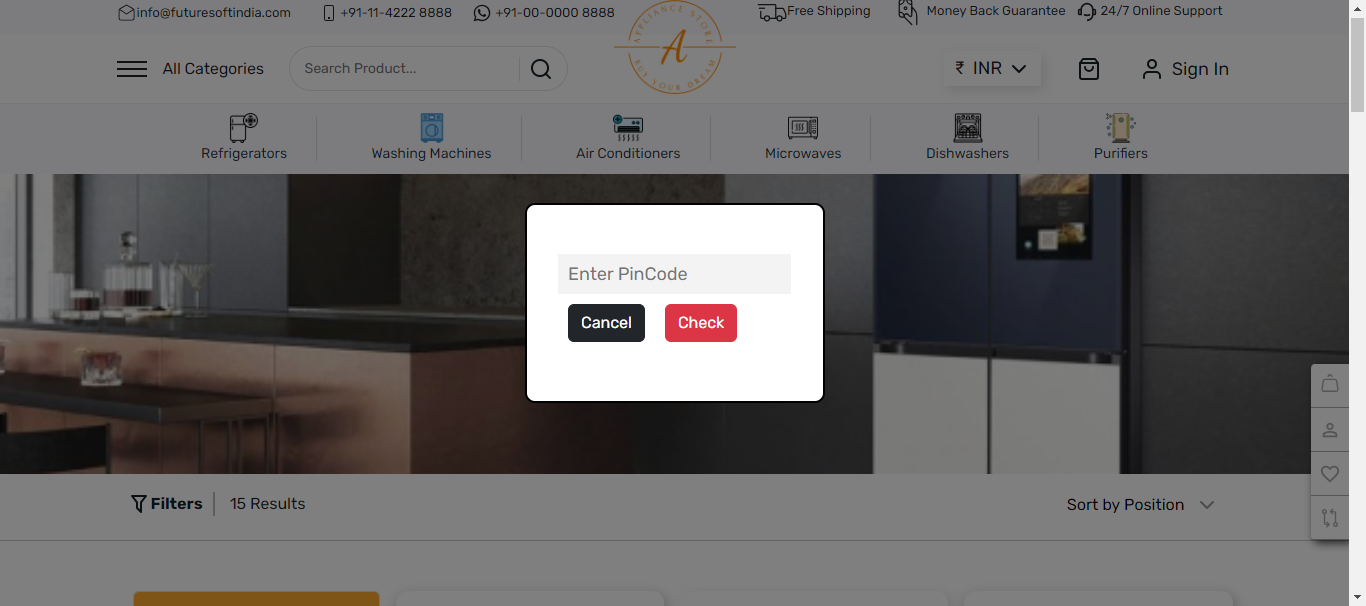 info@futuresoftindia.com +91-11-4222 8888 +91-00-0000 8888 Free Shipping Money Back Guarantee 24/7 Online Support
APPLIANCE STORE
A
BUY YOUR DREAM
All Categories Search Product... ₹ INR Sign In
Refrigerators Washing Machines Air Conditioners Microwaves Dishwashers Purifiers
Enter PinCode
Cancel Check
Filters 15 Results Sort by Position